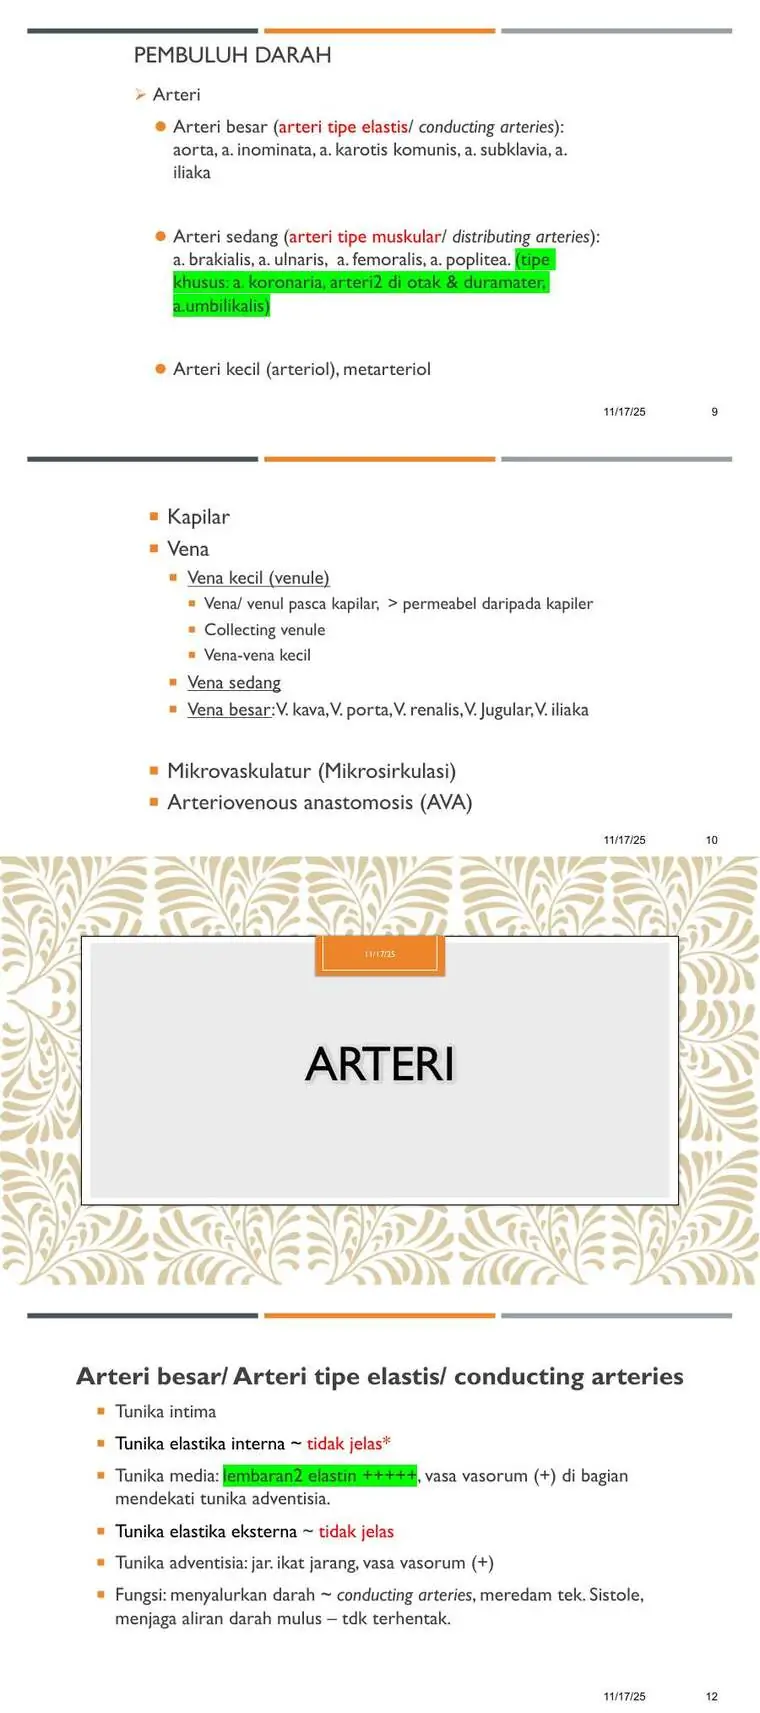 PEMBULUH DARAH
Arteri
Arteri besar (arteri tipe elastis/ conducting arteries):
aorta, a. inominata, a. karotis komunis, a. subklavia, a.
iliaka
Arteri sedang (arteri tipe muskular/ distributing arteries):
a. brakialis, a. ulnaris, a. femoralis, a. poplitea. (tipe
khusus: a. koronaria, arteri2 di otak & duramater,
a.umbilikalis)
Arteri kecil (arteriol), metarteriol
11/17/25 9
Kapilar
Vena
Vena kecil (venule)
Vena/ venul pasca kapilar, > permeabel daripada kapiler
Collecting venule
Vena-vena kecil
Vena sedang
Vena besar: V. kava, V. porta, V. renalis, V. Jugular, V. iliaka
Mikrovaskulatur (Mikrosirkulasi)
Arteriovenous anastomosis (AVA)
11/17/25 10
11/17/25
ARTERI
Arteri besar/ Arteri tipe elastis/ conducting arteries
Tunika intima
Tunika elastika interna ~ tidak jelas*
Tunika media: lembaran2 elastin +++++, vasa vasorum (+) di bagian
mendekati tunika adventisia.
Tunika elastika eksterna ~ tidak jelas
Tunika adventisia: jar. ikat jarang, vasa vasorum (+)
Fungsi: menyalurkan darah ~ conducting arteries, meredam tek. Sistole,
menjaga aliran darah mulus – tdk terhentak.
11/17/25 12